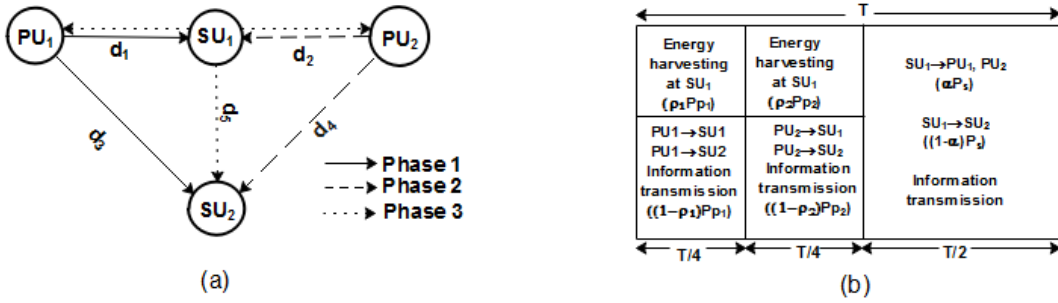 PU₁
SU₁
PU₂
d₁
d₂
d₃
d₅
d₄
SU₂
Phase 1
Phase 2
Phase 3
(a)
T
Energy
harvesting
at SU₁
(ρ₁Pp₁)
Energy
harvesting
at SU₁
(ρ₂Pp₂)
PU1→SU1
PU1→SU2
Information
transmission
((1−ρ₁)Pp₁)
PU₂→SU₁
PU₂→SU₂
Information
transmission
((1−ρ₂)Pp₂)
SU₁→PU₁, PU₂
(αPₛ)
SU₁→SU₂
((1-α)Pₛ)
Information
transmission
T/4
T/4
T/2
(b)